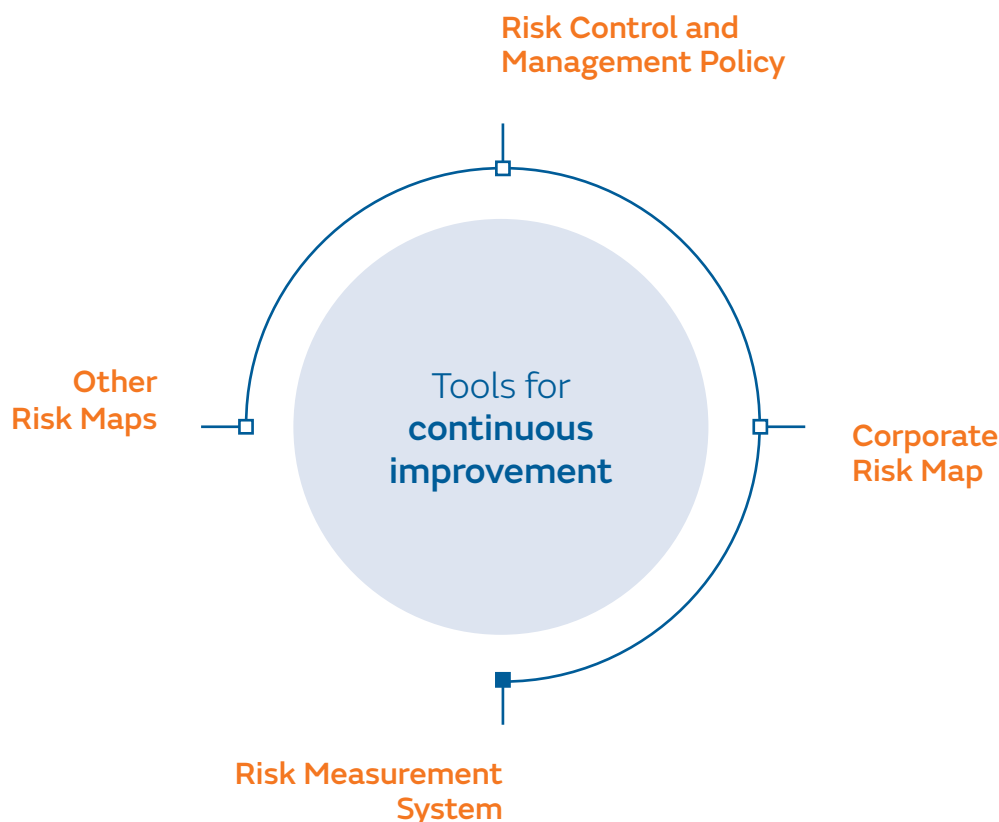 Risk Control and
Management Policy
Other
Risk Maps
Tools for
continuous
improvement
Corporate
Risk Map
Risk Measurement
System